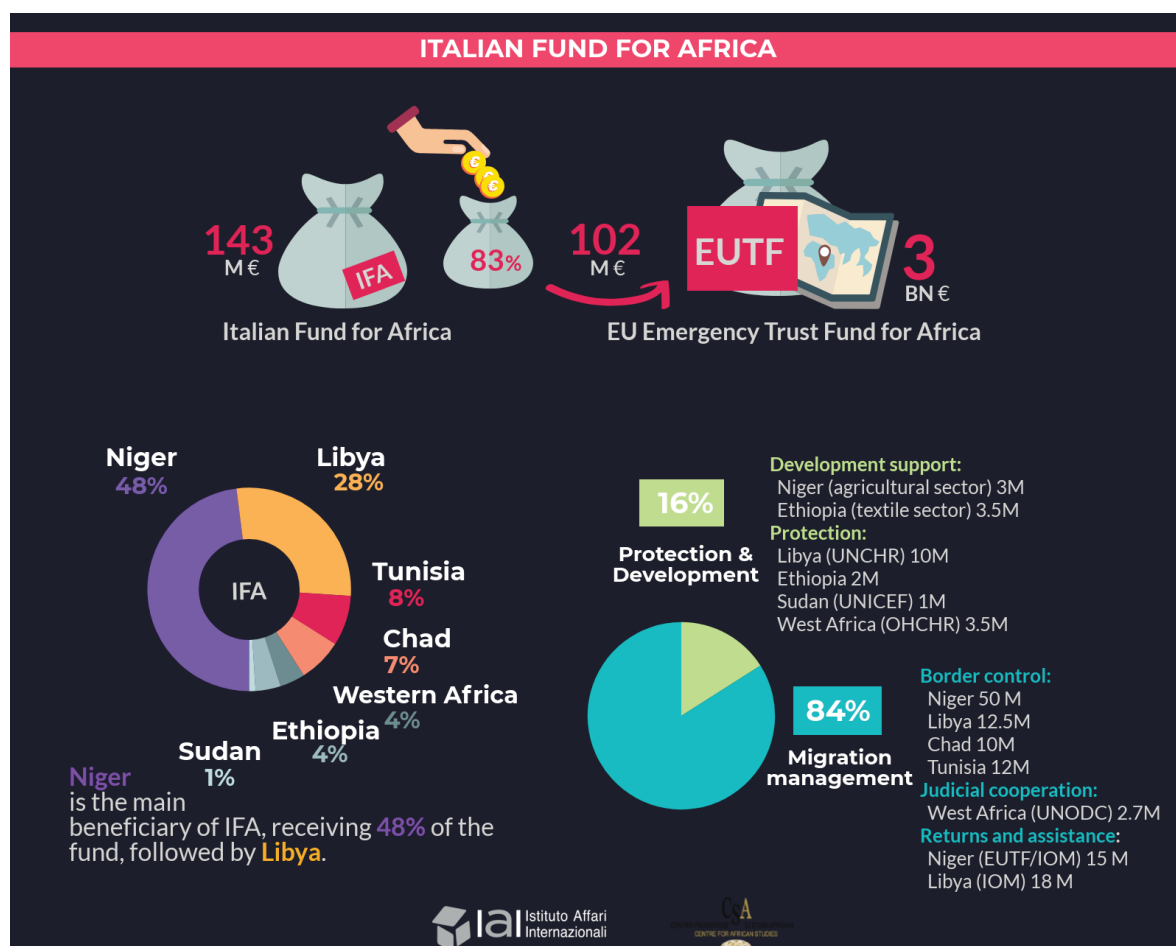 ITALIAN FUND FOR AFRICA
143
M €
IFA
83%
102
M €
EUTF
3
BN €
Italian Fund for Africa
EU Emergency Trust Fund for Africa
Niger
48%
Libya
28%
Tunisia
8%
Chad
7%
Western Africa
4%
Ethiopia
4%
Sudan
1%
IFA
Niger
is the main
beneficiary of IFA, receiving 48% of the
fund, followed by Libya.
16%
Protection &
Development
Development support:
Niger (agricultural sector) 3M
Ethiopia (textile sector) 3.5M
Protection:
Libya (UNCHR) 10M
Ethiopia 2M
Sudan (UNICEF) 1M
West Africa (OHCHR) 3.5M
84%
Migration
management
Border control:
Niger 50 M
Libya 12.5M
Chad 10M
Tunisia 12M
Judicial cooperation:
West Africa (UNODC) 2.7M
Returns and assistance:
Niger (EUTF/IOM) 15 M
Libya (IOM) 18 M
IAI
Istituto Affari
Internazionali
CSA
CENTRE FOR AFRICAN STUDIES